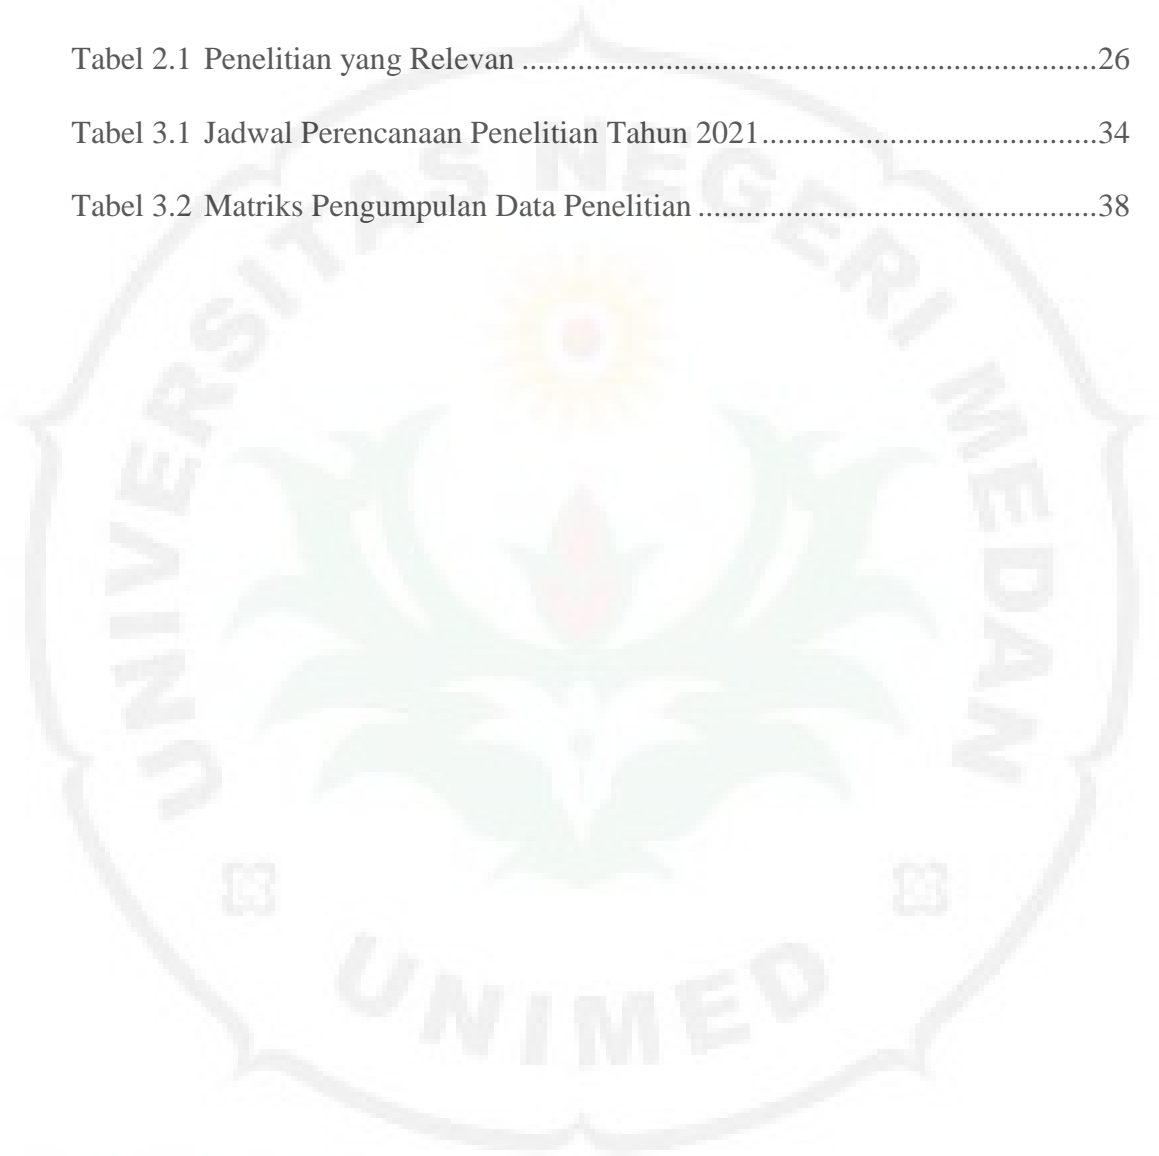 Tabel 2.1 Penelitian yang Relevan ........................................................................26
Tabel 3.1 Jadwal Perencanaan Penelitian Tahun 2021..........................................34
Tabel 3.2 Matriks Pengumpulan Data Penelitian ..................................................38
UNIVERSITAS NEGERI MEDAN
UNIMED